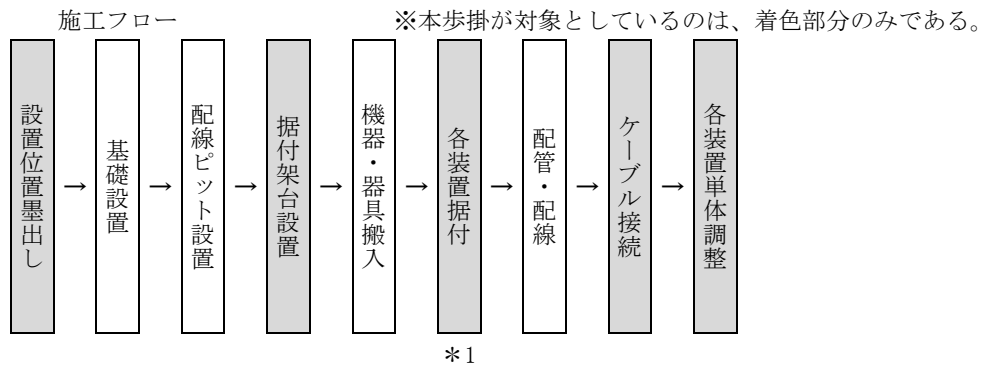 施工フロー ※本歩掛が対象としているのは、着色部分のみである。
設置位置墨出し → 基礎設置 → 配線ピット設置 → 据付架台設置 → 機器・器具搬入 → 各装置据付 → 配管・配線 → ケーブル接続 → 各装置単体調整
＊1